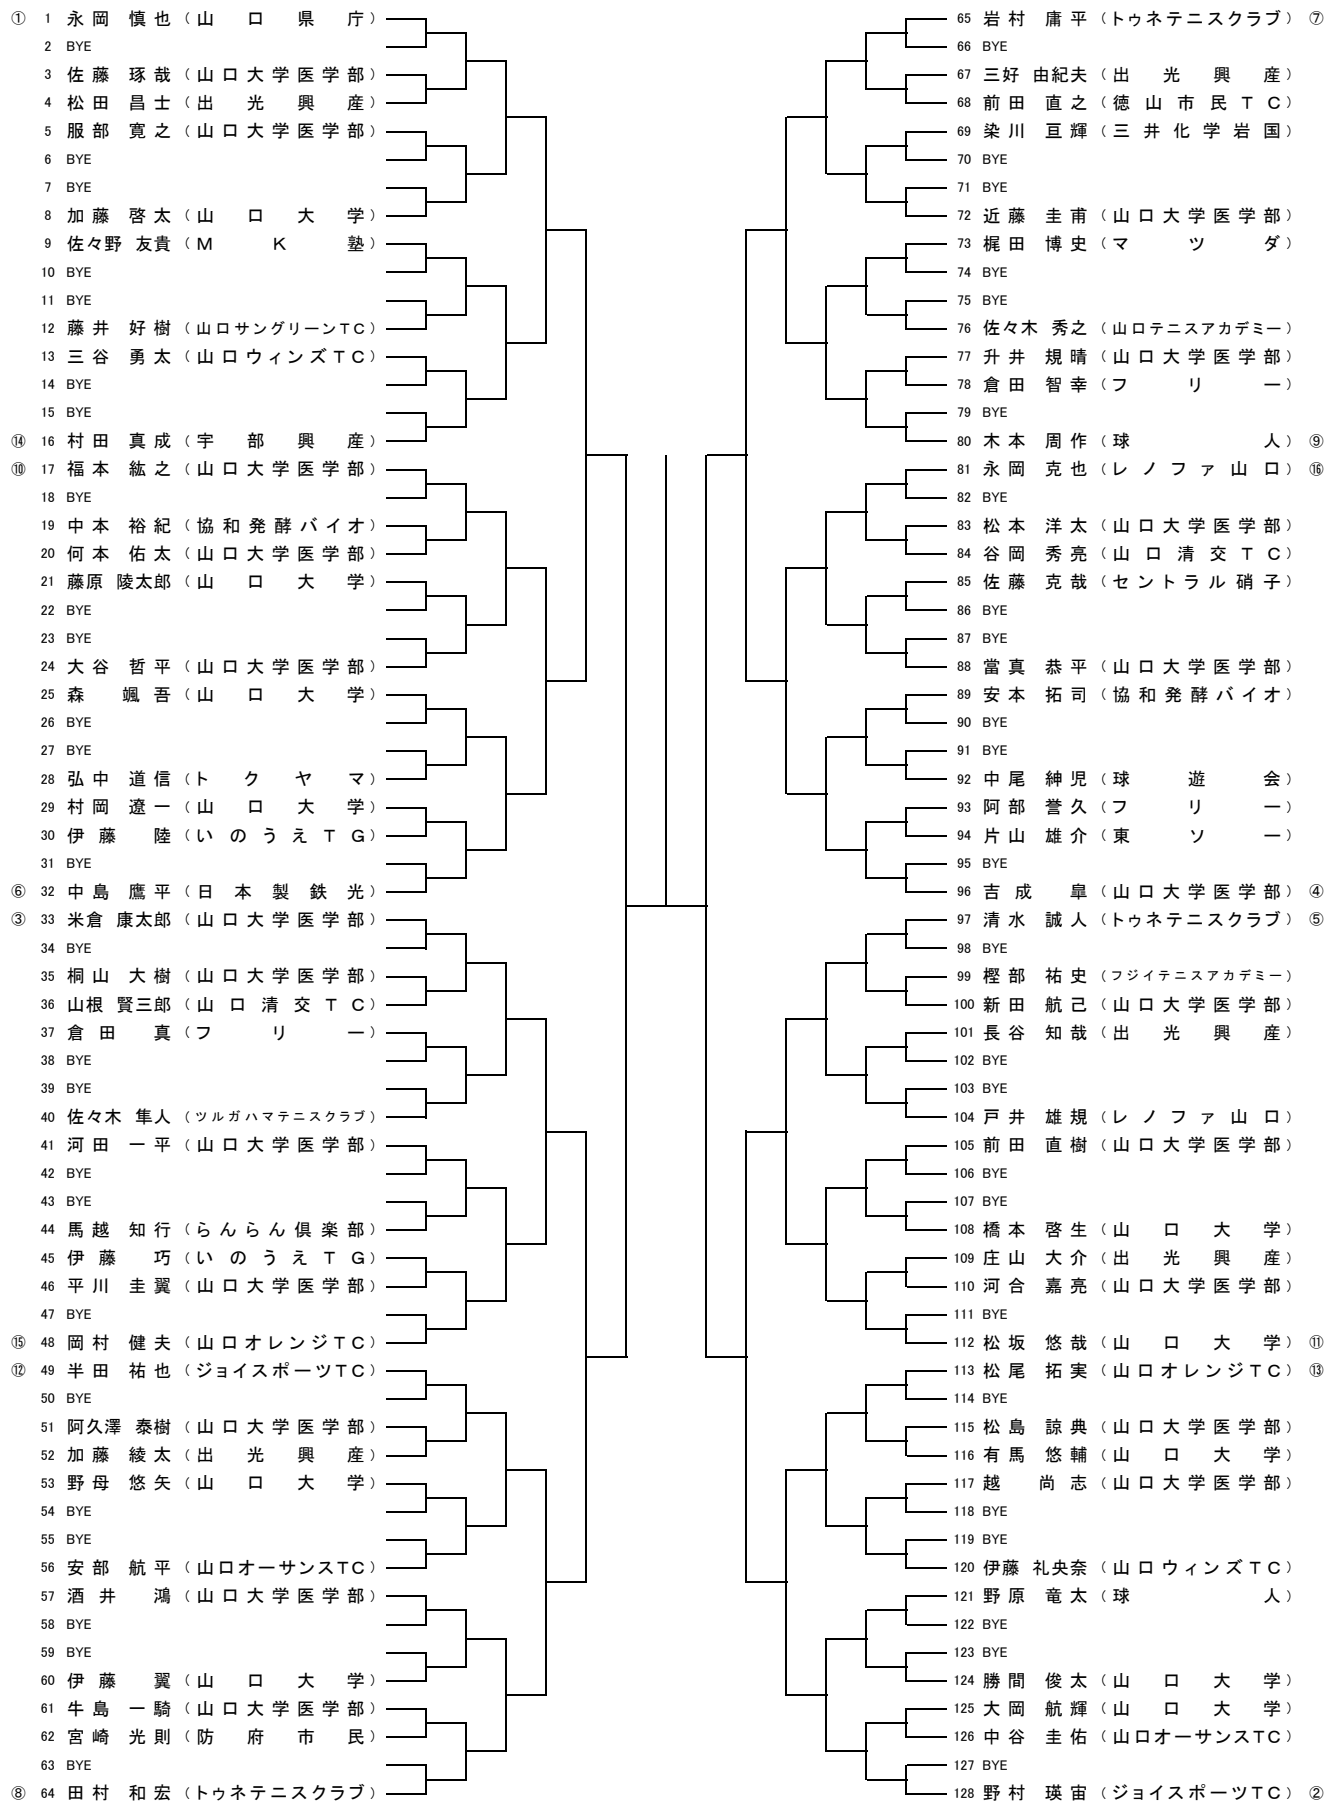 ① 1 永岡 慎也 (山口県庁)
2 BYE
3 佐藤 琢哉 (山口大学医学部)
4 松田 昌士 (出光興産)
5 服部 寛之 (山口大学医学部)
6 BYE
7 BYE
8 加藤 啓太 (山口大学)
9 佐々野 友貴 (MK塾)
10 BYE
11 BYE
12 藤井 好樹 (山口サングリーンTC)
13 三谷 勇太 (山口ウィンズTC)
14 BYE
15 BYE
⑭ 16 村田 真成 (宇部興産)
⑩ 17 福本 紘之 (山口大学医学部)
18 BYE
19 中本 裕紀 (協和発酵バイオ)
20 何本 佑太 (山口大学医学部)
21 藤原 陵太郎 (山口大学)
22 BYE
23 BYE
24 大谷 哲平 (山口大学医学部)
25 森 颯吾 (山口大学)
26 BYE
27 BYE
28 弘中 道信 (トクヤマ)
29 村岡 遼一 (山口大学)
30 伊藤 陸 (いのうえTG)
31 BYE
⑥ 32 中島 鷹平 (日本製鉄光)
③ 33 米倉 康太郎 (山口大学医学部)
34 BYE
35 桐山 大樹 (山口大学医学部)
36 山根 賢三郎 (山口清交TC)
37 倉田 真 (フリー)
38 BYE
39 BYE
40 佐々木 隼人 (ツルガハマテニスクラブ)
41 河田 一平 (山口大学医学部)
42 BYE
43 BYE
44 馬越 知行 (らんらん倶楽部)
45 伊藤 巧 (いのうえTG)
46 平川 圭翼 (山口大学医学部)
47 BYE
⑮ 48 岡村 健夫 (山口オレンジTC)
⑫ 49 半田 祐也 (ジョイスポーツTC)
50 BYE
51 阿久澤 泰樹 (山口大学医学部)
52 加藤 綾太 (出光興産)
53 野母 悠矢 (山口大学)
54 BYE
55 BYE
56 安部 航平 (山口オーサンスTC)
57 酒井 鴻 (山口大学医学部)
58 BYE
59 BYE
60 伊藤 翼 (山口大学)
61 牛島 一騎 (山口大学医学部)
62 宮崎 光則 (防府市民)
63 BYE
⑧ 64 田村 和宏 (トゥネテニスクラブ)
65 岩村 庸平 (トゥネテニスクラブ) ⑦
66 BYE
67 三好 由紀夫 (出光興産)
68 前田 直之 (徳山市民TC)
69 染川 亘輝 (三井化学岩国)
70 BYE
71 BYE
72 近藤 圭甫 (山口大学医学部)
73 梶田 博史 (マツダ)
74 BYE
75 BYE
76 佐々木 秀之 (山口テニスアカデミー)
77 升井 規晴 (山口大学医学部)
78 倉田 智幸 (フリー)
79 BYE
80 木本 周作 (球人) ⑨
81 永岡 克也 (レノファ山口) ⑯
82 BYE
83 松本 洋太 (山口大学医学部)
84 谷岡 秀亮 (山口清交TC)
85 佐藤 克哉 (セントラル硝子)
86 BYE
87 BYE
88 當真 恭平 (山口大学医学部)
89 安本 拓司 (協和発酵バイオ)
90 BYE
91 BYE
92 中尾 紳児 (球遊会)
93 阿部 誉久 (フリー)
94 片山 雄介 (東ソー)
95 BYE
96 吉成 皐 (山口大学医学部) ④
97 清水 誠人 (トゥネテニスクラブ) ⑤
98 BYE
99 樫部 祐史 (フジイテニスアカデミー)
100 新田 航己 (山口大学医学部)
101 長谷 知哉 (出光興産)
102 BYE
103 BYE
104 戸井 雄規 (レノファ山口)
105 前田 直樹 (山口大学医学部)
106 BYE
107 BYE
108 橋本 啓生 (山口大学)
109 庄山 大介 (出光興産)
110 河合 嘉亮 (山口大学医学部)
111 BYE
112 松坂 悠哉 (山口大学) ⑪
113 松尾 拓実 (山口オレンジTC) ⑬
114 BYE
115 松島 諒典 (山口大学医学部)
116 有馬 悠輔 (山口大学)
117 越 尚志 (山口大学医学部)
118 BYE
119 BYE
120 伊藤 礼央奈 (山口ウィンズTC)
121 野原 竜太 (球人)
122 BYE
123 BYE
124 勝間 俊太 (山口大学)
125 大岡 航輝 (山口大学)
126 中谷 圭佑 (山口オーサンスTC)
127 BYE
128 野村 瑛宙 (ジョイスポーツTC) ②